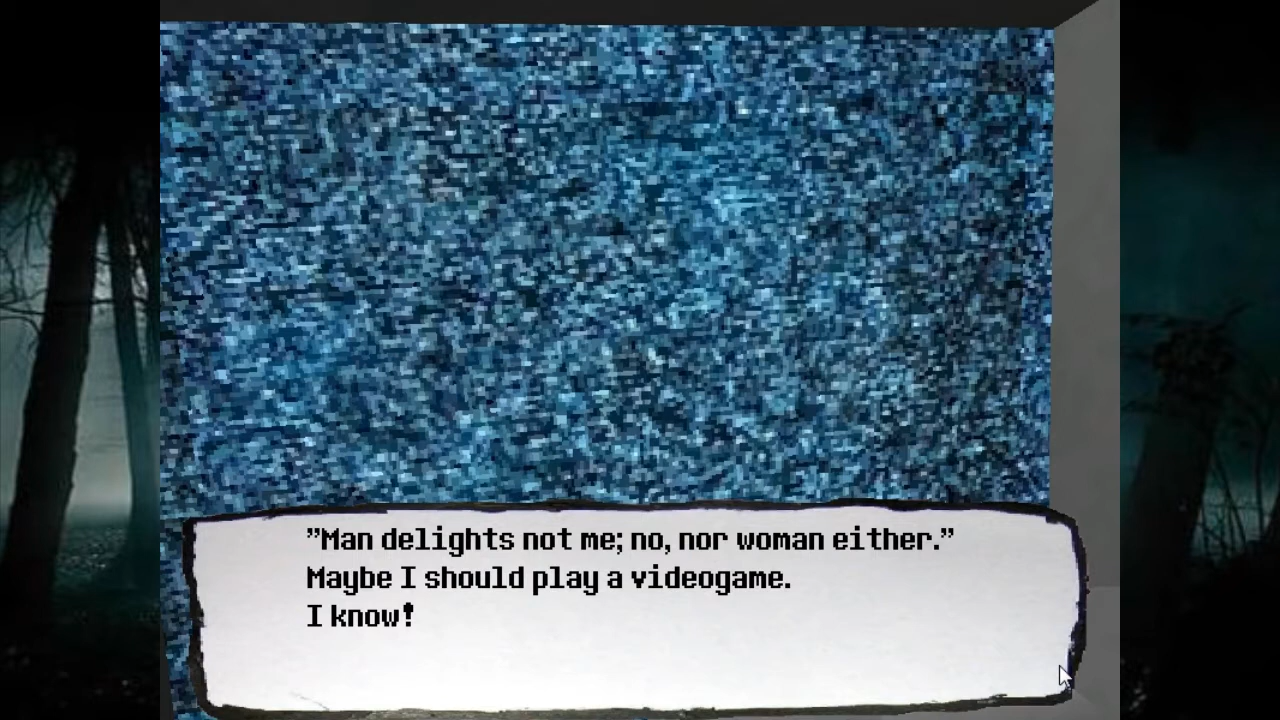 ”Man delights not me; no, nor woman either.”
Maybe I should play a videogame.
I know!